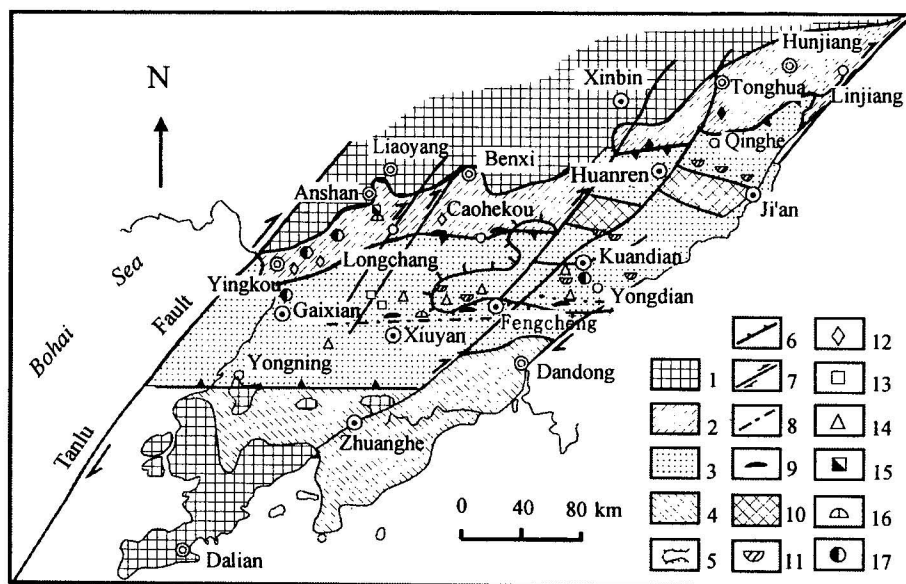 N
Hunjiang
Xinbin
Tonghua
Linjiang
Liaoyang
Benxi
Qinghe
Anshan
Huanren
Caohekou
Ji'an
Bohai Sea
Longchang
Kuandian
Yingkou
Yongdian
Gaixian
Fengcheng
Xiuyan
Tanlu Fault
Yongning
Dandong
Zhuanghe
Dalian
0 40 80 km
1
2
3
4
5
6
7
8
9
10
11
12
13
14
15
16
17